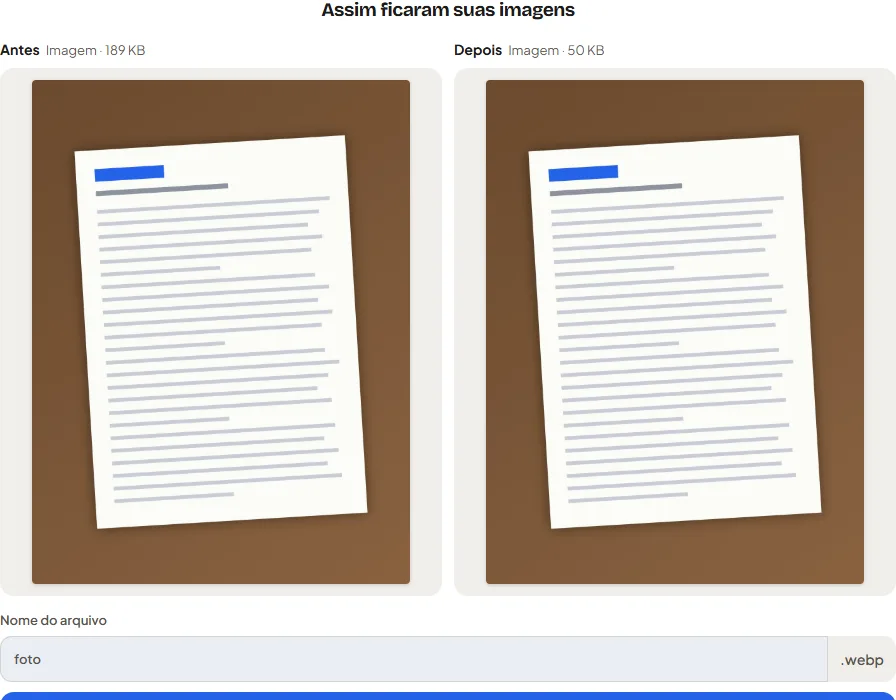 Assim ficaram suas imagens
Antes Imagem · 189 KB
Depois Imagem · 50 KB
Nome do arquivo
foto
.webp